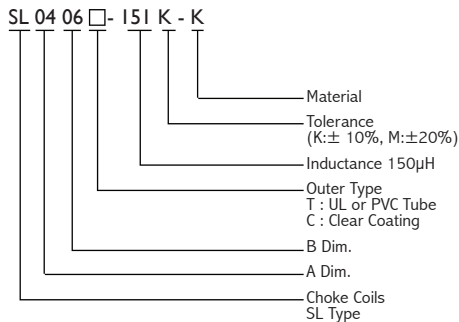 SL 04 06 □ - 151 K - K
Material
Tolerance
(K:± 10%, M:±20%)
Inductance 150µH
Outer Type
T : UL or PVC Tube
C : Clear Coating
B Dim.
A Dim.
Choke Coils
SL Type